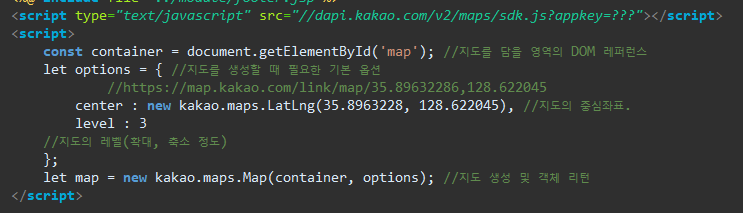 <%@ include file="../module/footer.jsp"%>
<script type="text/javascript" src="//dapi.kakao.com/v2/maps/sdk.js?appkey=???"></script>
<script>
const container = document.getElementById('map'); //지도를 담을 영역의 DOM 레퍼런스
let options = { //지도를 생성할 때 필요한 기본 옵션
//https://map.kakao.com/link/map/35.89632286,128.622045
center : new kakao.maps.LatLng(35.8963228, 128.622045), //지도의 중심좌표.
level : 3
//지도의 레벨(확대, 축소 정도)
};
let map = new kakao.maps.Map(container, options); //지도 생성 및 객체 리턴
</script>